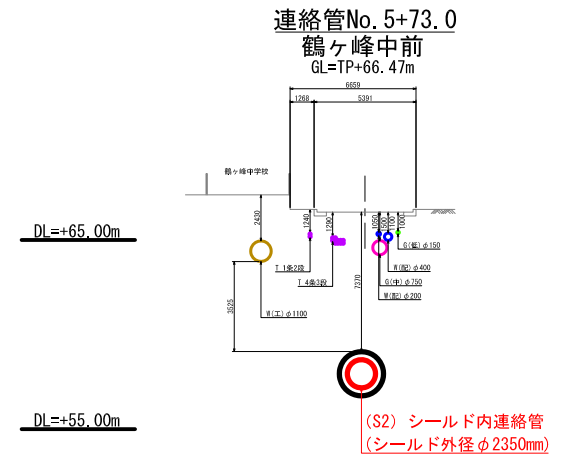 連絡管No.5+73.0
鶴ヶ峰中前
GL=TP+66.47m
6659
1268
5391
鶴ヶ峰中学校
2430
1240
1290
1050
1500
1100
1000
DL=+65.00m
G(低)φ150
T 1条2段
W(配)φ400
T 4条3段
G(中)φ750
7370
W(配)φ200
3525
W(工)φ1100
DL=+55.00m
(S2) シールド内連絡管
(シールド外径φ2350mm)